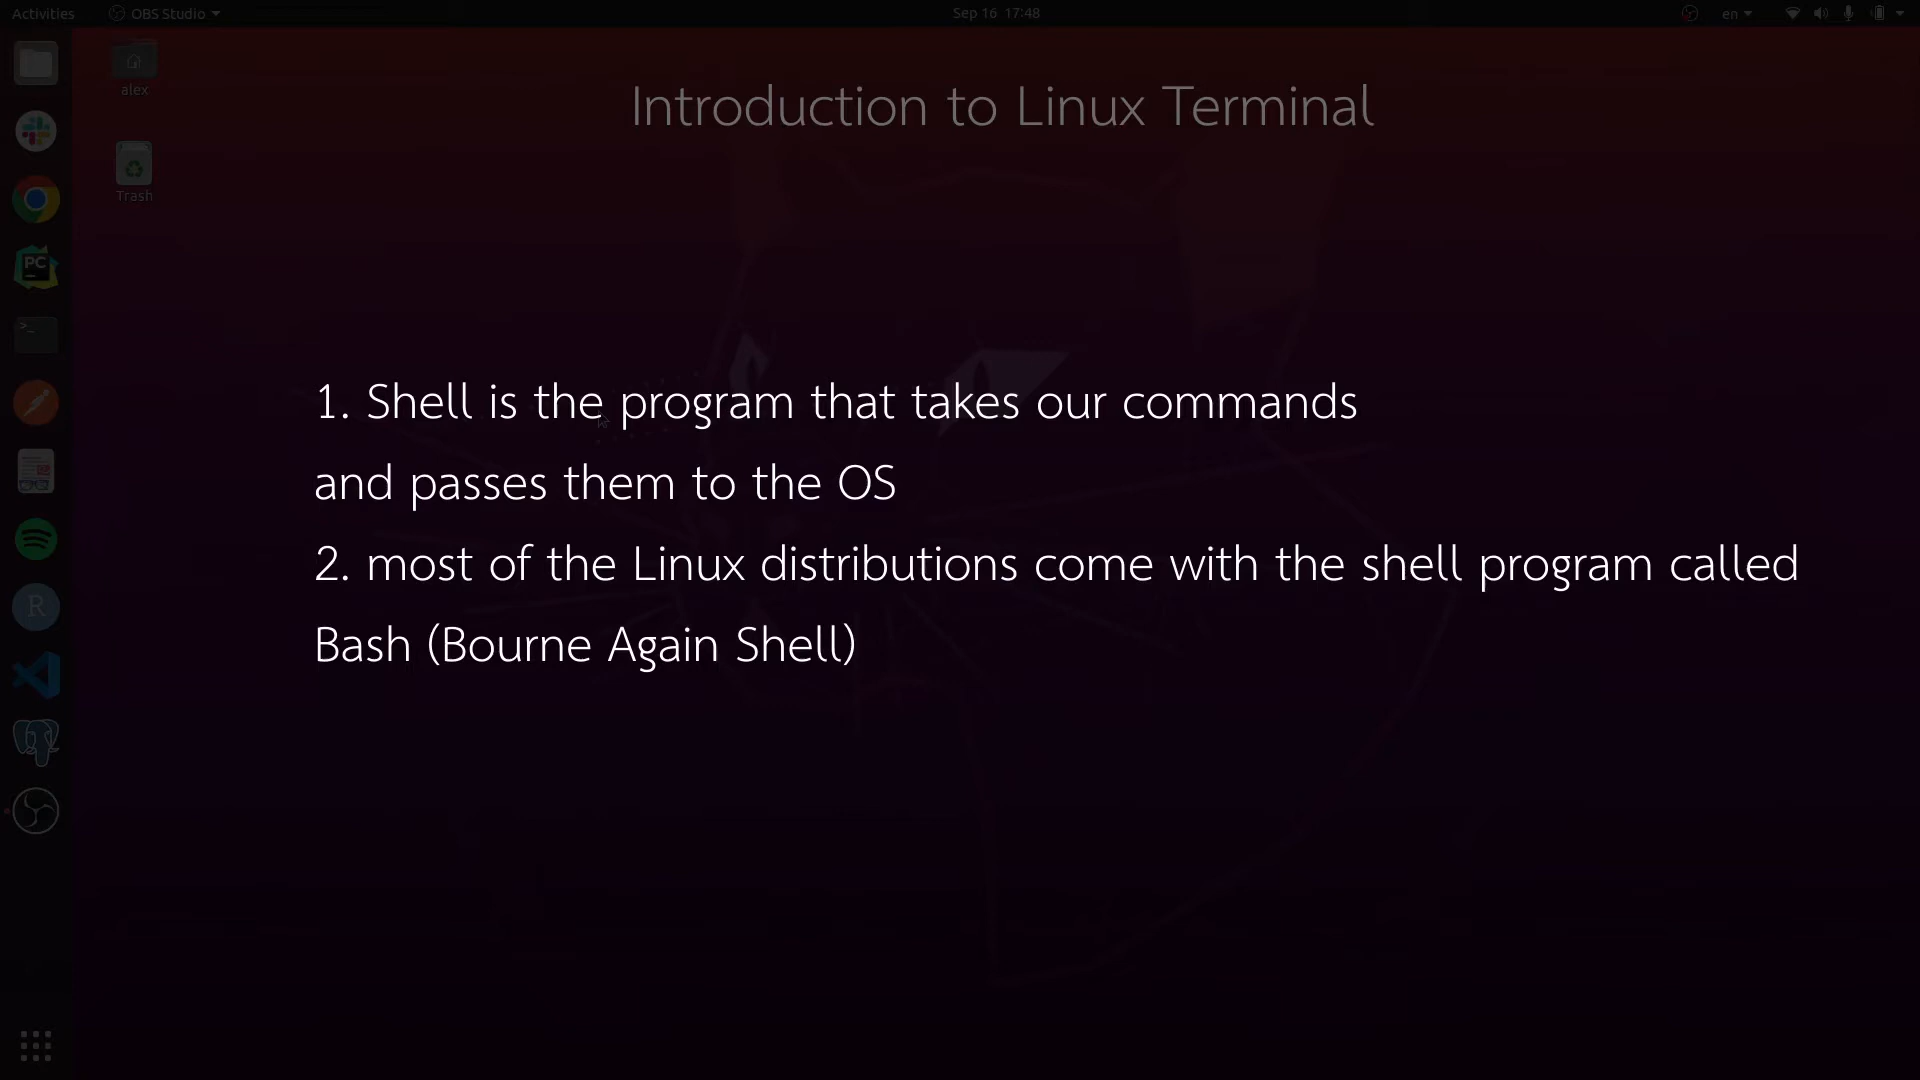 Activities
OBS Studio
Sep 16 17:48
en
alex
Trash
PC
>_
R
Introduction to Linux Terminal
1. Shell is the program that takes our commands
and passes them to the OS
2. most of the Linux distributions come with the shell program called
Bash (Bourne Again Shell)